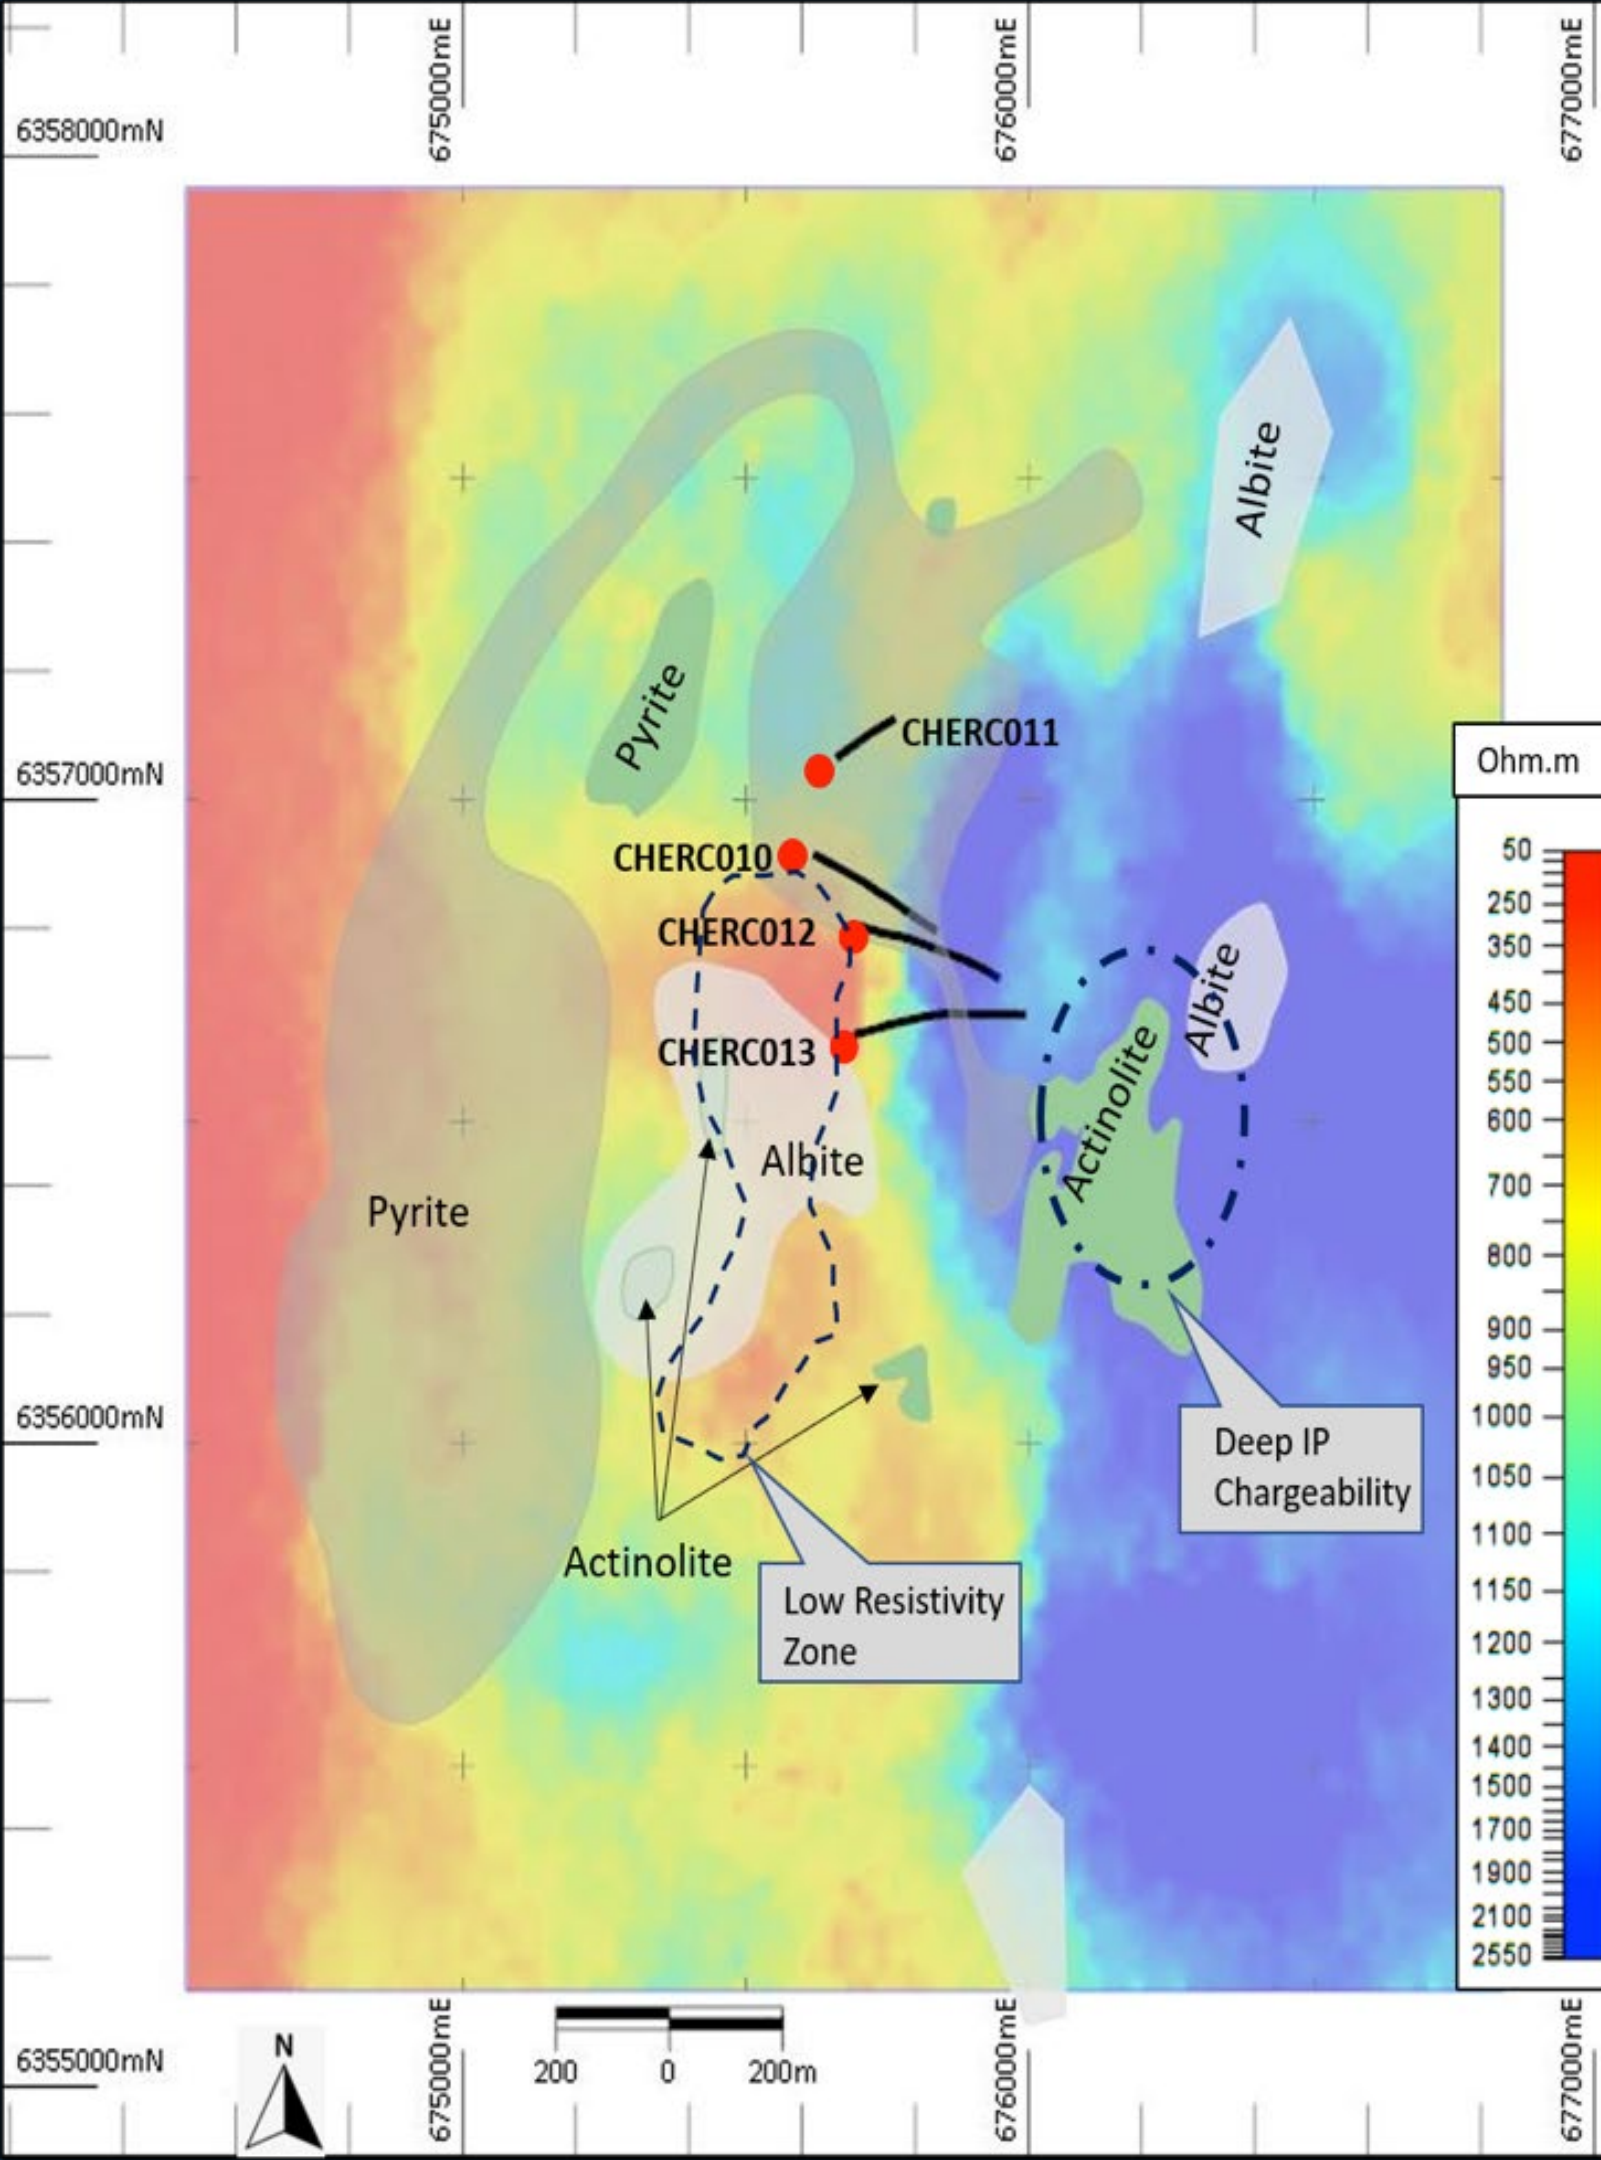 675000mE
676000mE
677000mE
6358000mN
Albite
Pyrite
CHERC011
6357000mN
Ohm.m
CHERC010
50
250
CHERC012
350
Albite
450
CHERC013
500
Actinolite
550
600
Albite
700
Pyrite
800
900
950
6356000mN
1000
Deep IP
Chargeability
1050
1100
Actinolite
1150
Low Resistivity
Zone
1200
1300
1400
1500
1700
1900
2100
2550
N
6355000mN
675000mE
200 0 200m
676000mE
677000mE